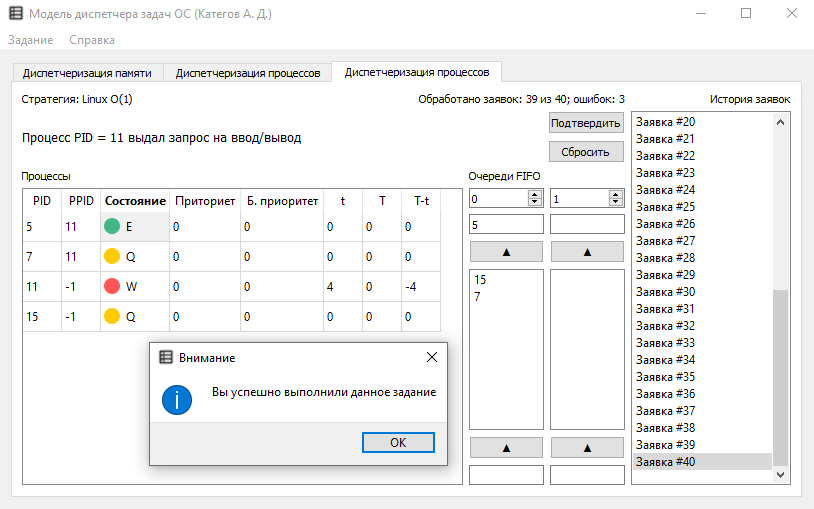 Модель диспетчера задач ОС (Категов А. Д.)
Задание Справка
Диспетчеризация памяти Диспетчеризация процессов Диспетчеризация процессов
Стратегия: Linux O(1) Обработано заявок: 39 из 40; ошибок: 3 История заявок
Процесс PID = 11 выдал запрос на ввод/вывод
Подтвердить
Сбросить
Процессы
PID PPID Состояние Приториет Б. приоритет t T T-t
5 11 E 0 0 0 0 0
7 11 Q 0 0 0 0 0
11 -1 W 0 0 4 0 -4
15 -1 Q 0 0 0 0 0
Очереди FIFO
0 1
5
▲ ▲
15
7
▲ ▲
Заявка #20
Заявка #21
Заявка #22
Заявка #23
Заявка #24
Заявка #25
Заявка #26
Заявка #27
Заявка #28
Заявка #29
Заявка #30
Заявка #31
Заявка #32
Заявка #33
Заявка #34
Заявка #35
Заявка #36
Заявка #37
Заявка #38
Заявка #39
Заявка #40
Внимание
Вы успешно выполнили данное задание
OK